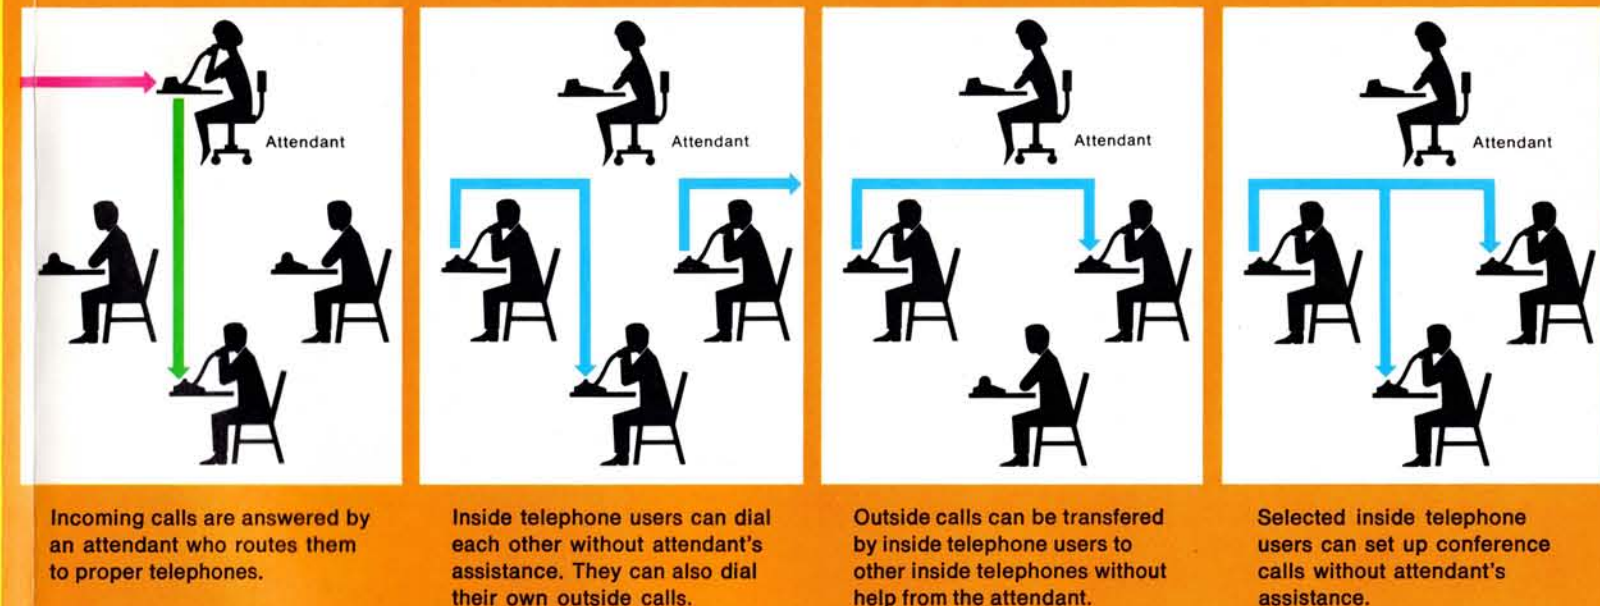 Attendant
Attendant
Attendant
Attendant
Incoming calls are answered by
an attendant who routes them
to proper telephones.
Inside telephone users can dial
each other without attendant's
assistance. They can also dial
their own outside calls.
Outside calls can be transfered
by inside telephone users to
other inside telephones without
help from the attendant.
Selected inside telephone
users can set up conference
calls without attendant's
assistance.